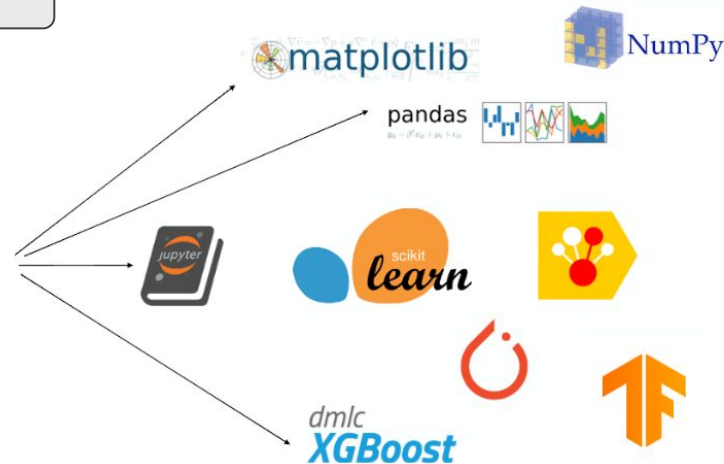 matplotlib
NumPy
pandas
jupyter
scikit
learn
dmlc
XGBoost